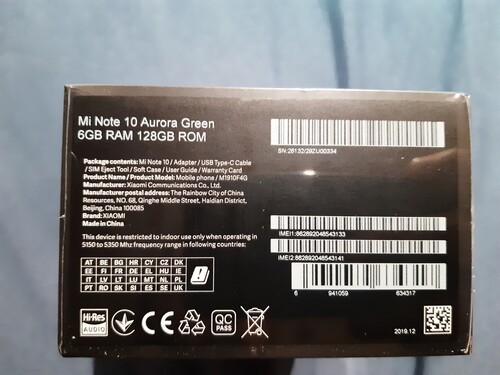 Mi Note 10 Aurora Green
6GB RAM 128GB ROM
Package contents: Mi Note 10 / Adapter / USB Type-C Cable
/ SIM Eject Tool / Soft Case / User Guide / Warranty Card
Product Name / Product Model: Mobile phone / M1910F4G
Manufacturer: Xiaomi Communications Co., Ltd.
Manufacturer postal address: The Rainbow City of China
Resources, NO. 68, Qinghe Middle Street, Haidian District,
Beijing, China 100085
Brand: XIAOMI
Made in China
This device is restricted to indoor use only when operating in
5150 to 5350 Mhz frequency range in following countries:
AT BE BG HR CY CZ DK
EE FI FR DE EL HU IE
IT LV LT LU MT NL PL
PT RO SK SI ES SE UK
Hi-Res
AUDIO
CE
QC
PASS
SN:26132/29ZU00334
IMEI1:862892048543133
IMEI2:862892048543141
6 941059 634317
2019.12